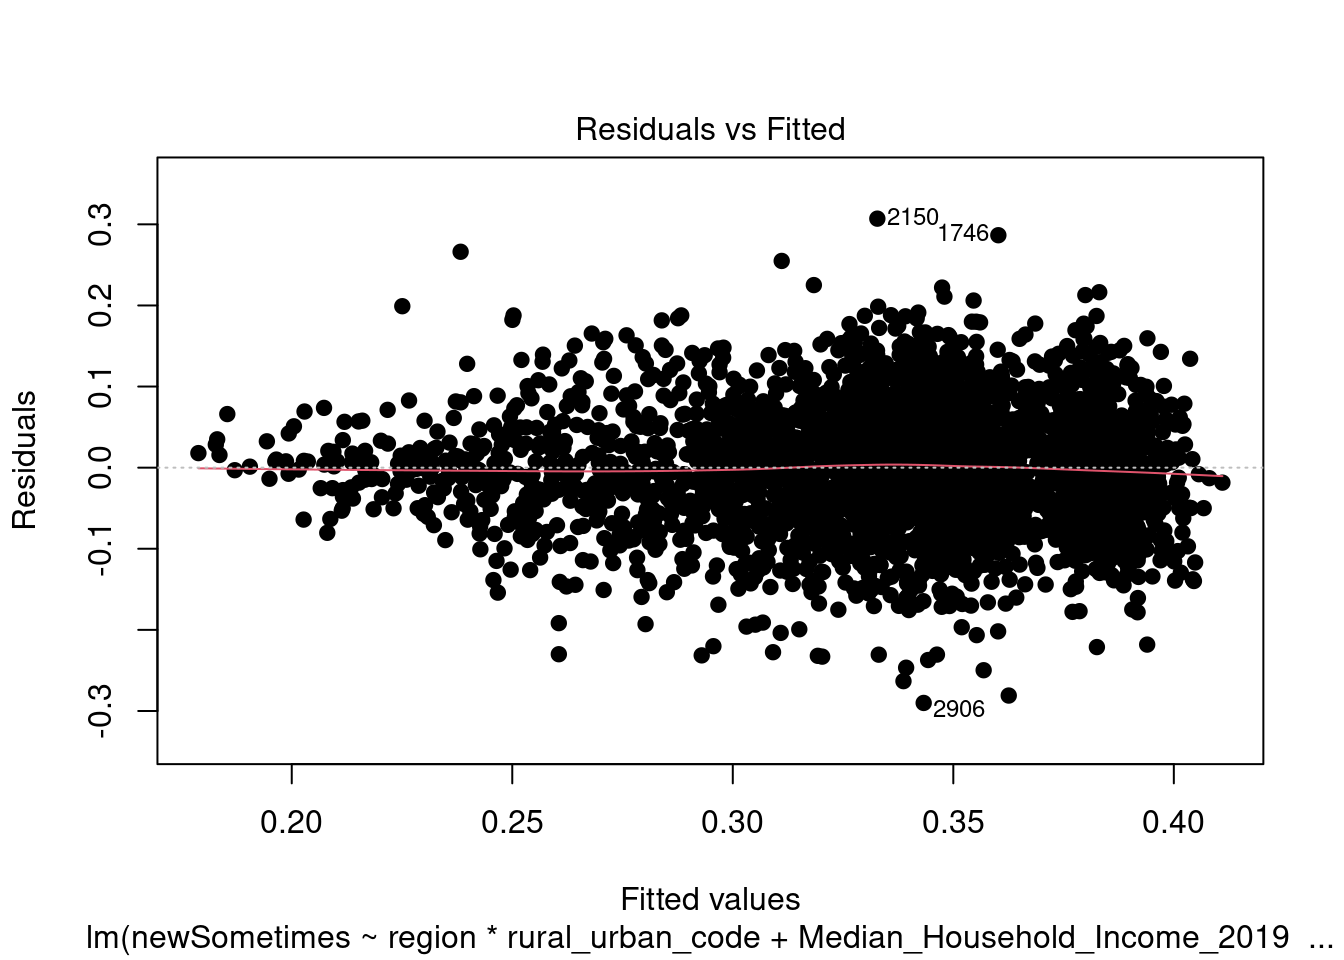 Residuals vs Fitted
Residuals
0.3
0.2
0.1
0.0
-0.1
-0.3
2150
1746
2906
0.20 0.25 0.30 0.35 0.40
Fitted values
lm(newSometimes ~ region * rural_urban_code + Median_Household_Income_2019 ...